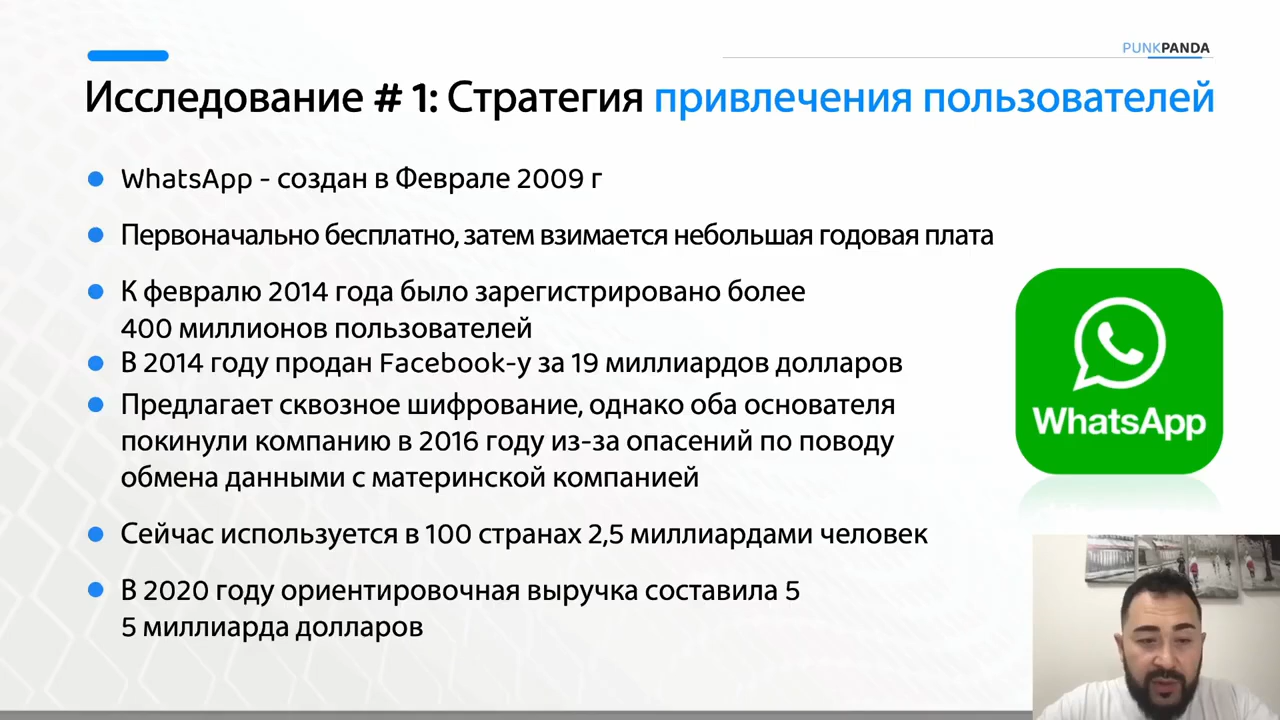 PUNKPANDA
Исследование # 1: Стратегия привлечения пользователей
WhatsApp - создан в Феврале 2009 г
Первоначально бесплатно, затем взимается небольшая годовая плата
К февралю 2014 года было зарегистрировано более
400 миллионов пользователей
В 2014 году продан Facebook-у за 19 миллиардов долларов
Предлагает сквозное шифрование, однако оба основателя
покинули компанию в 2016 году из-за опасений по поводу
обмена данными с материнской компанией
WhatsApp
Сейчас используется в 100 странах 2,5 миллиардами человек
В 2020 году ориентировочная выручка составила 5
5 миллиарда долларов